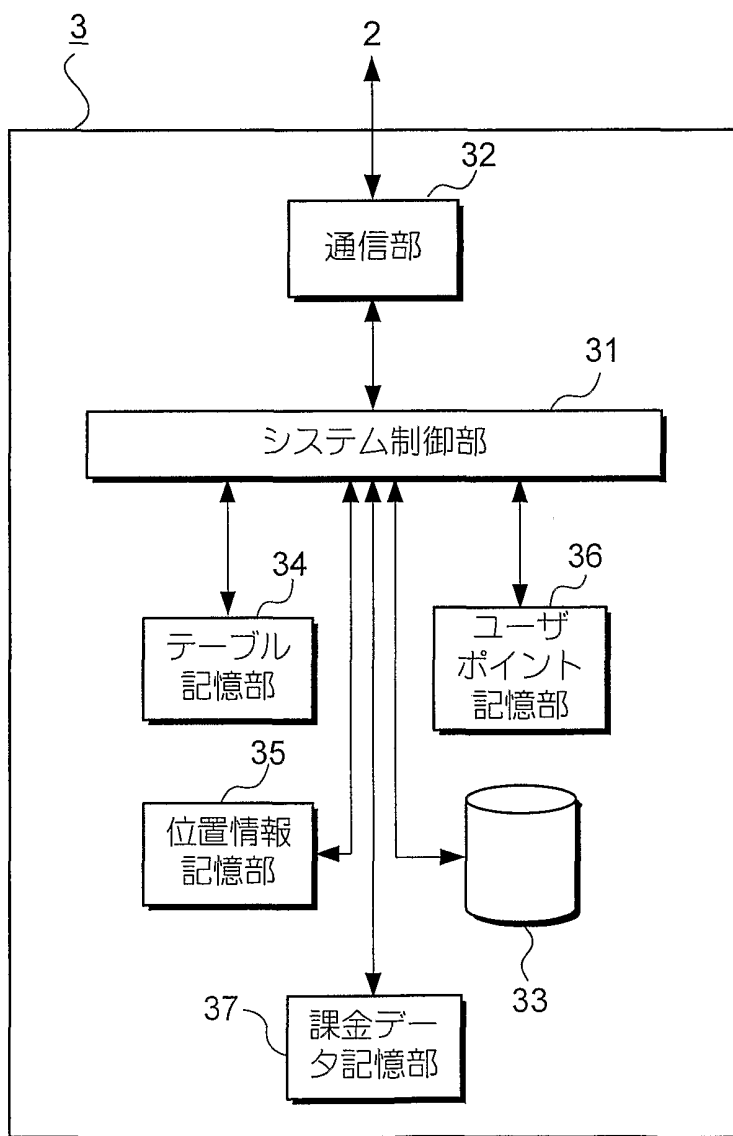 3
2
32
通信部
31
システム制御部
34
テーブル
記憶部
36
ユーザ
ポイント
記憶部
35
位置情報
記憶部
33
37
課金デー
タ記憶部